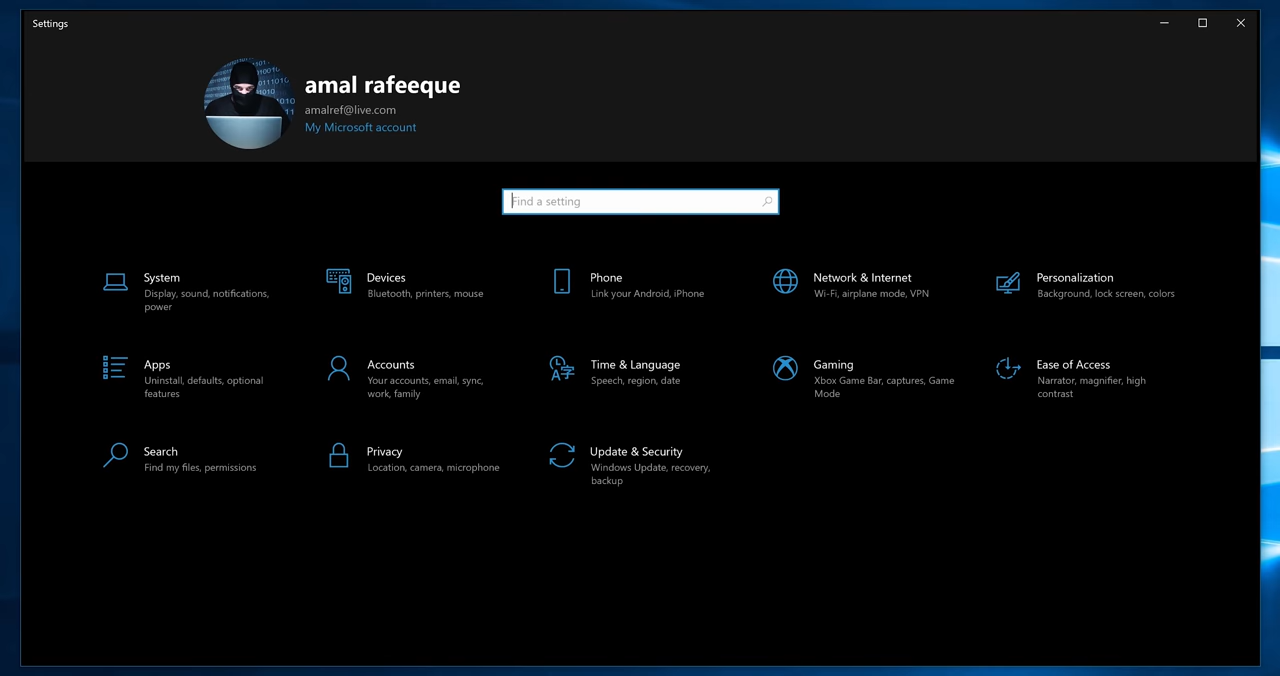 Settings
amal rafeeque
amalref@live.com
My Microsoft account
Find a setting
System
Display, sound, notifications,
power
Devices
Bluetooth, printers, mouse
Phone
Link your Android, iPhone
Network & Internet
Wi-Fi, airplane mode, VPN
Personalization
Background, lock screen, colors
Apps
Uninstall, defaults, optional
features
Accounts
Your accounts, email, sync,
work, family
Time & Language
Speech, region, date
Gaming
Xbox Game Bar, captures, Game
Mode
Ease of Access
Narrator, magnifier, high
contrast
Search
Find my files, permissions
Privacy
Location, camera, microphone
Update & Security
Windows Update, recovery,
backup